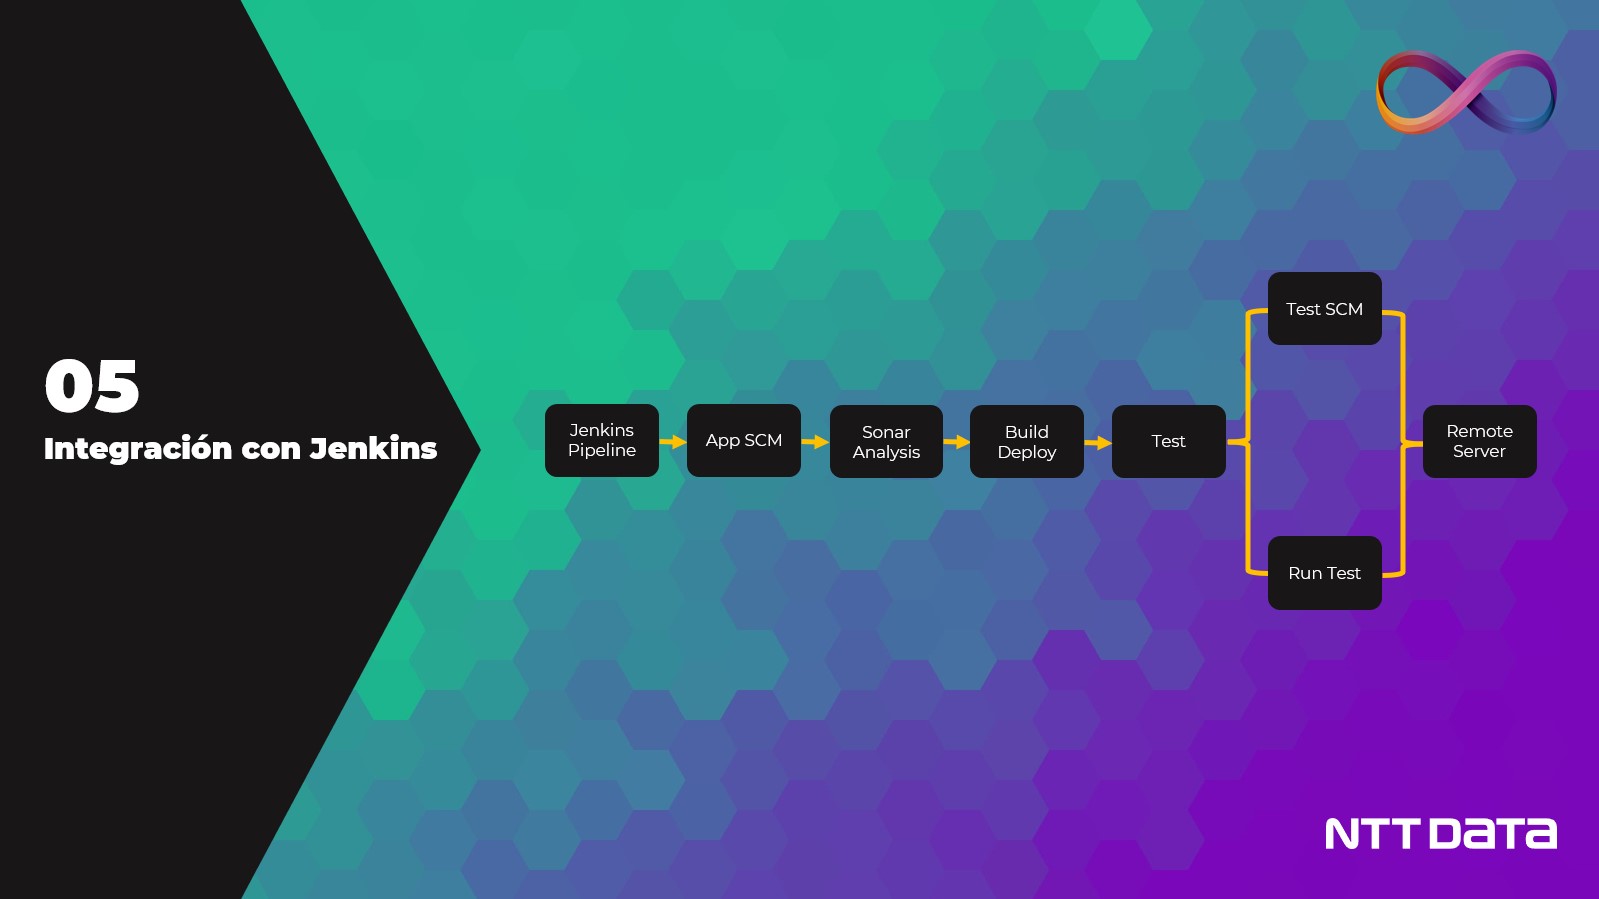 05
Integración con Jenkins
Jenkins
Pipeline
App SCM
Sonar
Analysis
Build
Deploy
Test
Test SCM
Run Test
Remote
Server
NTT DATA